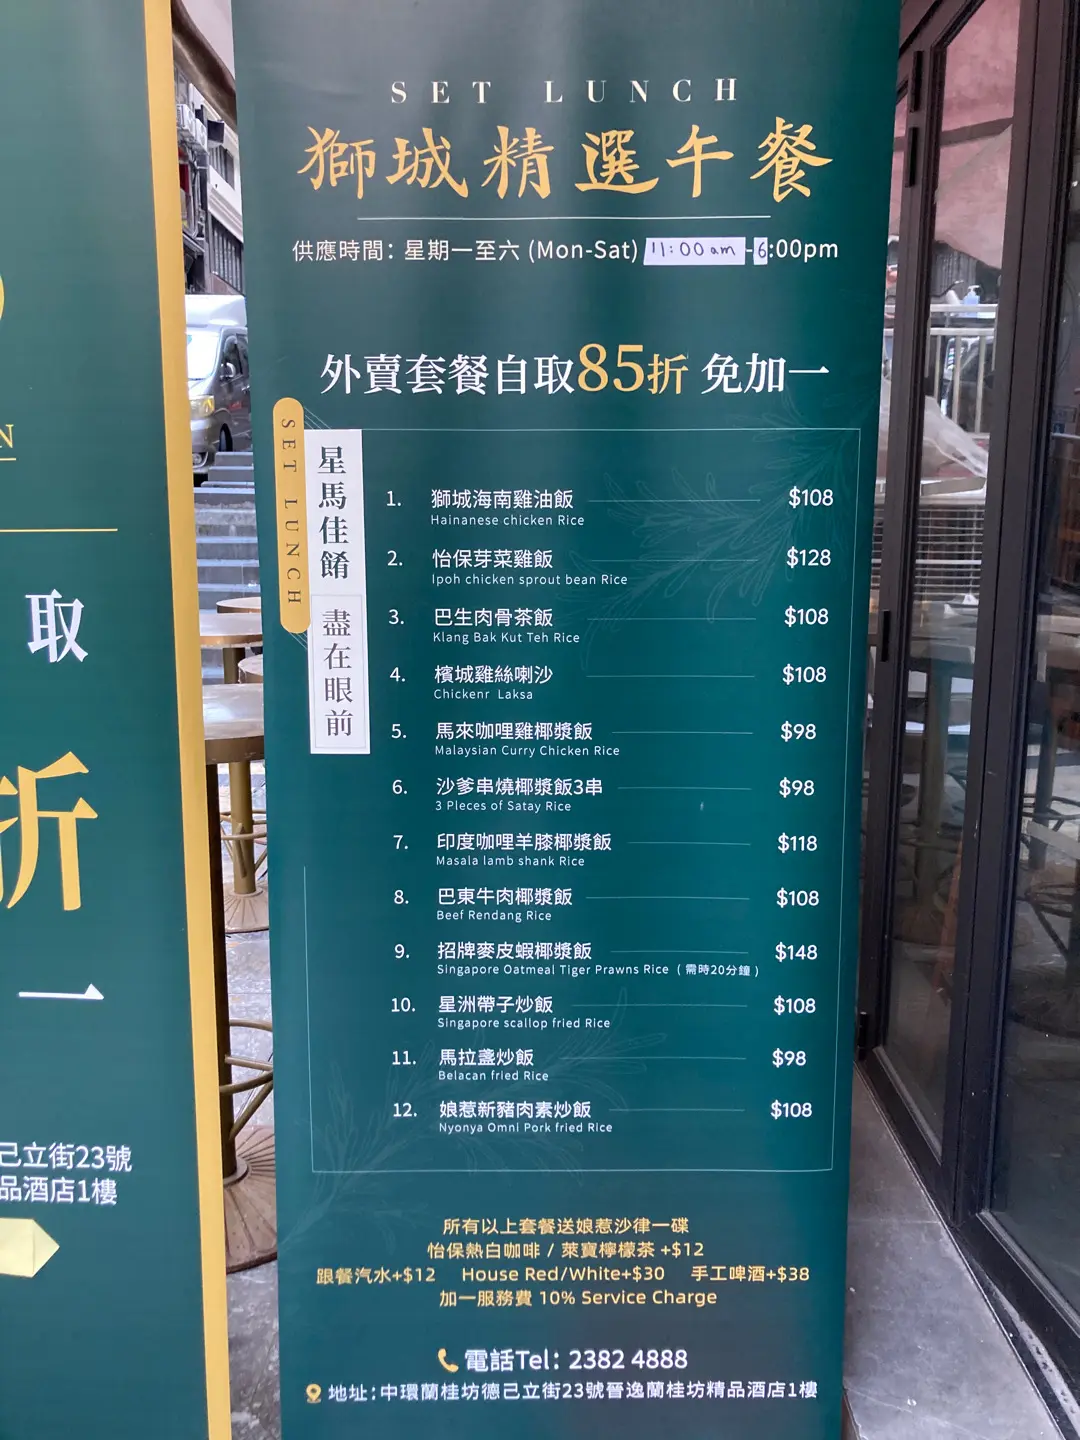 SET LUNCH
獅城精選午餐
供應時間：星期一至六 (Mon-Sat) 11:00am-6:00pm
外賣套餐自取85折 免加一
SET LUNCH
星馬佳餚 盡在眼前
1. 獅城海南雞油飯 $108
Hainanese chicken Rice
2. 怡保芽菜雞飯 $128
Ipoh chicken sprout bean Rice
3. 巴生肉骨茶飯 $108
Klang Bak Kut Teh Rice
4. 檳城雞絲喇沙 $108
Chickenr Laksa
5. 馬來咖哩雞椰漿飯 $98
Malaysian Curry Chicken Rice
6. 沙爹串燒椰漿飯3串 $98
3 Pieces of Satay Rice
7. 印度咖哩羊膝椰漿飯 $118
Masala lamb shank Rice
8. 巴東牛肉椰漿飯 $108
Beef Rendang Rice
9. 招牌麥皮蝦椰漿飯 $148
Singapore Oatmeal Tiger Prawns Rice (需時20分鐘)
10. 星洲帶子炒飯 $108
Singapore scallop fried Rice
11. 馬拉盞炒飯 $98
Belacan fried Rice
12. 娘惹新豬肉素炒飯 $108
Nyonya Omni Pork fried Rice
所有以上套餐送娘惹沙律一碟
怡保熱白咖啡 / 萊寶檸檬茶 +$12
跟餐汽水+$12 House Red/White+$30 手工啤酒+$38
加一服務費 10% Service Charge
電話Tel：2382 4888
地址：中環蘭桂坊德己立街23號晉逸蘭桂坊精品酒店1樓
N
取
折
一
己立街23號
品酒店1樓